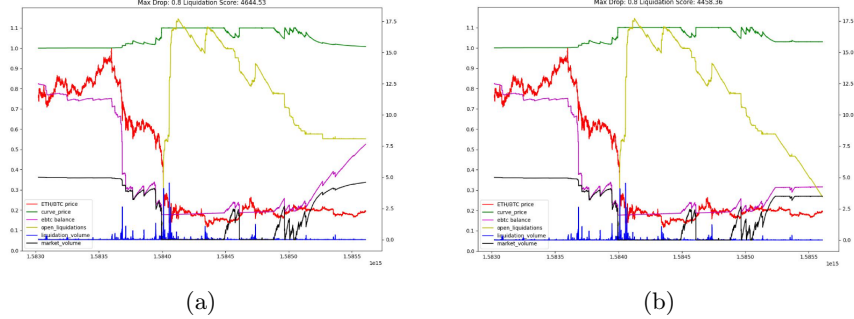 Max Drop: 0.8 Liquidation Score: 4644.53
1.1
1.0
0.9
0.8
0.7
0.6
0.5
0.4
0.3
0.2
0.1
0.0
17.5
15.0
12.5
10.0
7.5
5.0
2.5
0.0
ETH/BTC price
curve_price
ebtc balance
open_liquidations
liquidation_volume
market_volume
1.5830 1.5835 1.5840 1.5845 1.5850 1.5855
1e15
(a)
Max Drop: 0.8 Liquidation Score: 4458.36
1.1
1.0
0.9
0.8
0.7
0.6
0.5
0.4
0.3
0.2
0.1
0.0
17.5
15.0
12.5
10.0
7.5
5.0
2.5
0.0
ETH/BTC price
curve_price
ebtc balance
open_liquidations
liquidation_volume
market_volume
1.5830 1.5835 1.5840 1.5845 1.5850 1.5855
1e15
(b)